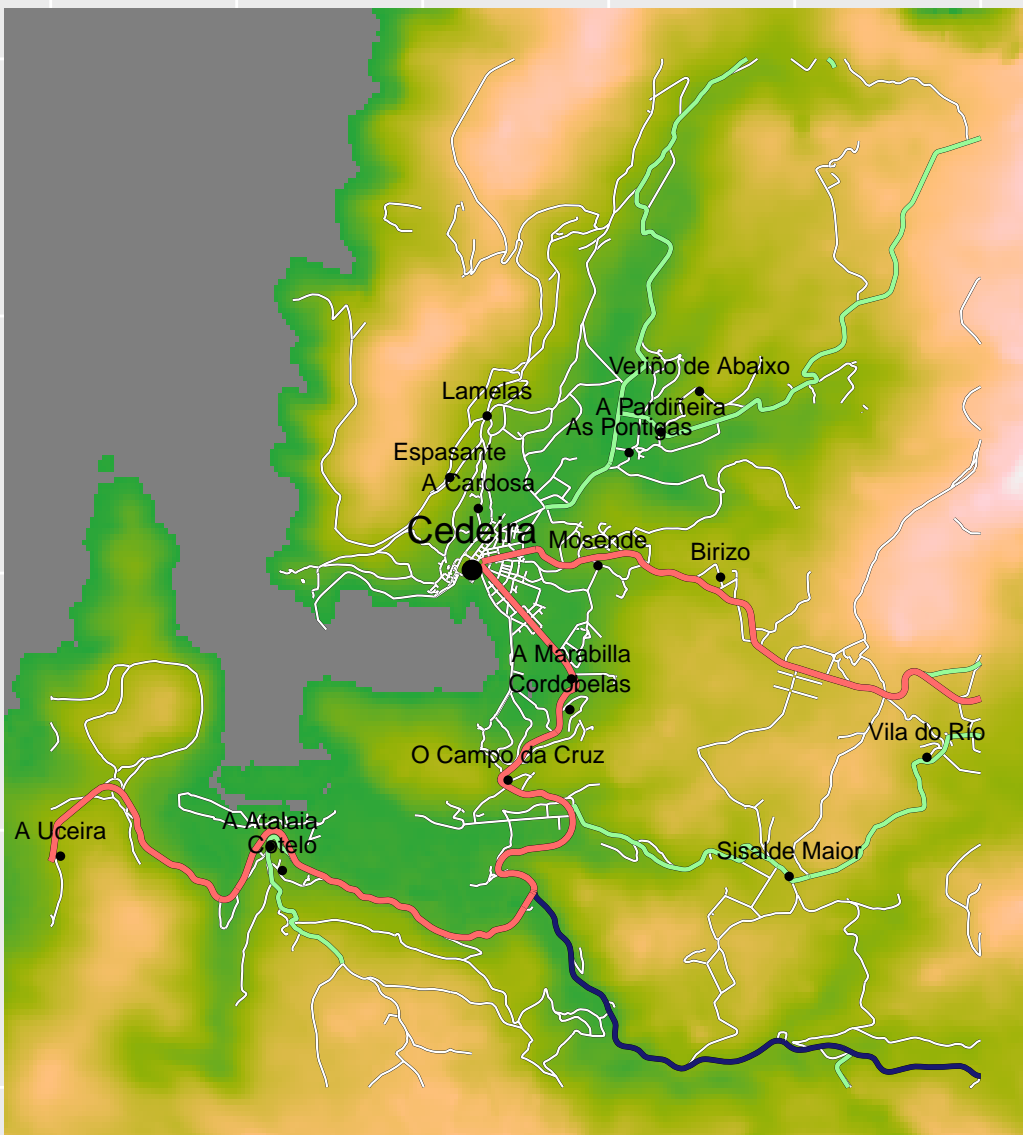 Veriño de Abaixo
Lamelas
A Pardiñeira
As Pontigas
Espasante
A Cardosa
Cedeira
Mosende
Birizo
A Marabilla
Cordobelas
Vila do Río
O Campo da Cruz
A Atalaia
A Uceira
Cotelo
Sisalde Maior